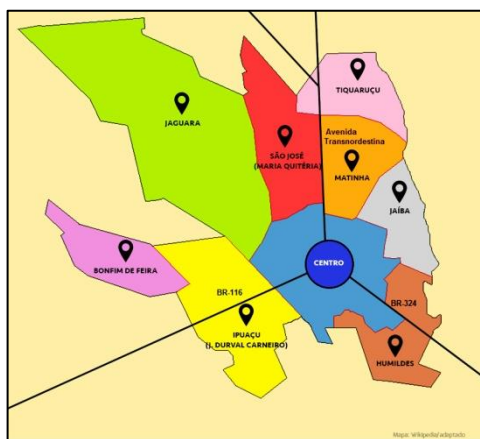 TIQUARUÇU
JAGUARA
Avenida
Transnordestina
SÃO JOSÉ
(MARIA QUITÉRIA)
MATINHA
JAÍBA
CENTRO
BONFIM DE FEIRA
BR-116
BR-324
IPUAÇU
(J. DURVAL CARNEIRO)
HUMILDES
Mapa: Wikipedia/adaptado